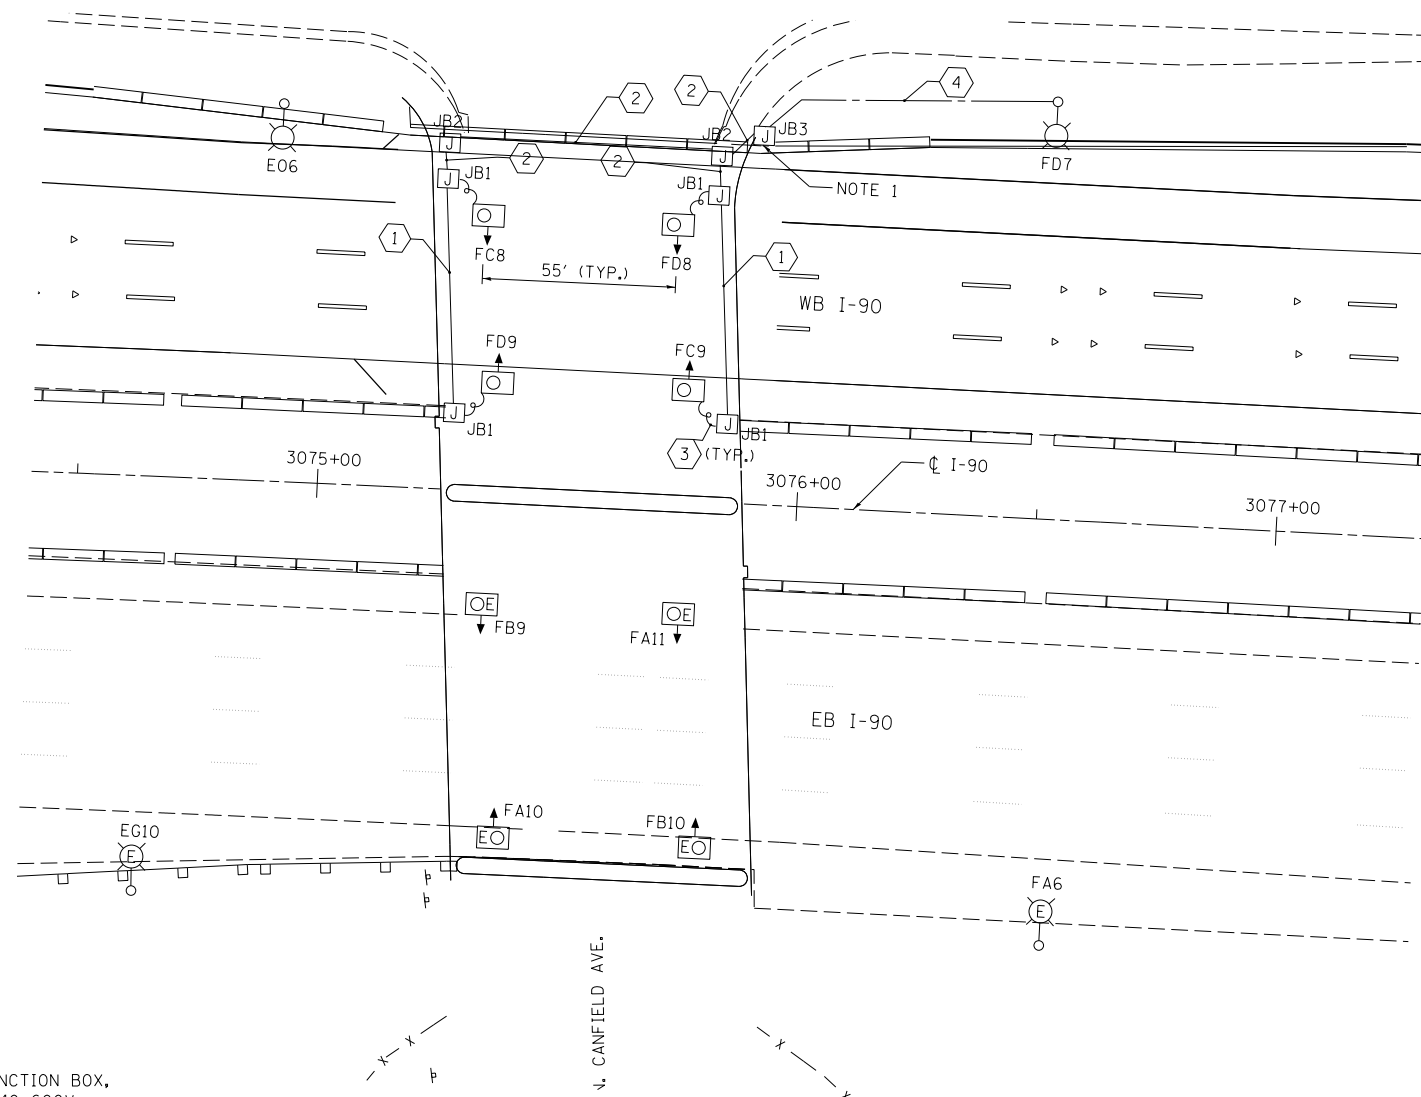 4
2
2
JB2
JB2
J
JB3
J
J
E06
2
2
FD7
JB1
JB1
J
J
NOTE 1
1
FC8
FD8
1
55' (TYP.)
WB I-90
FD9
FC9
J
JB1
J
JB1
3
(TYP.)
3075+00
℄ I-90
3076+00
3077+00
E
FB9
E
FA11
EB I-90
FA10
FB10
E
E
EG10
E
FA6
E
N. CANFIELD AVE.
X
X
X
X
NCTION BOX,